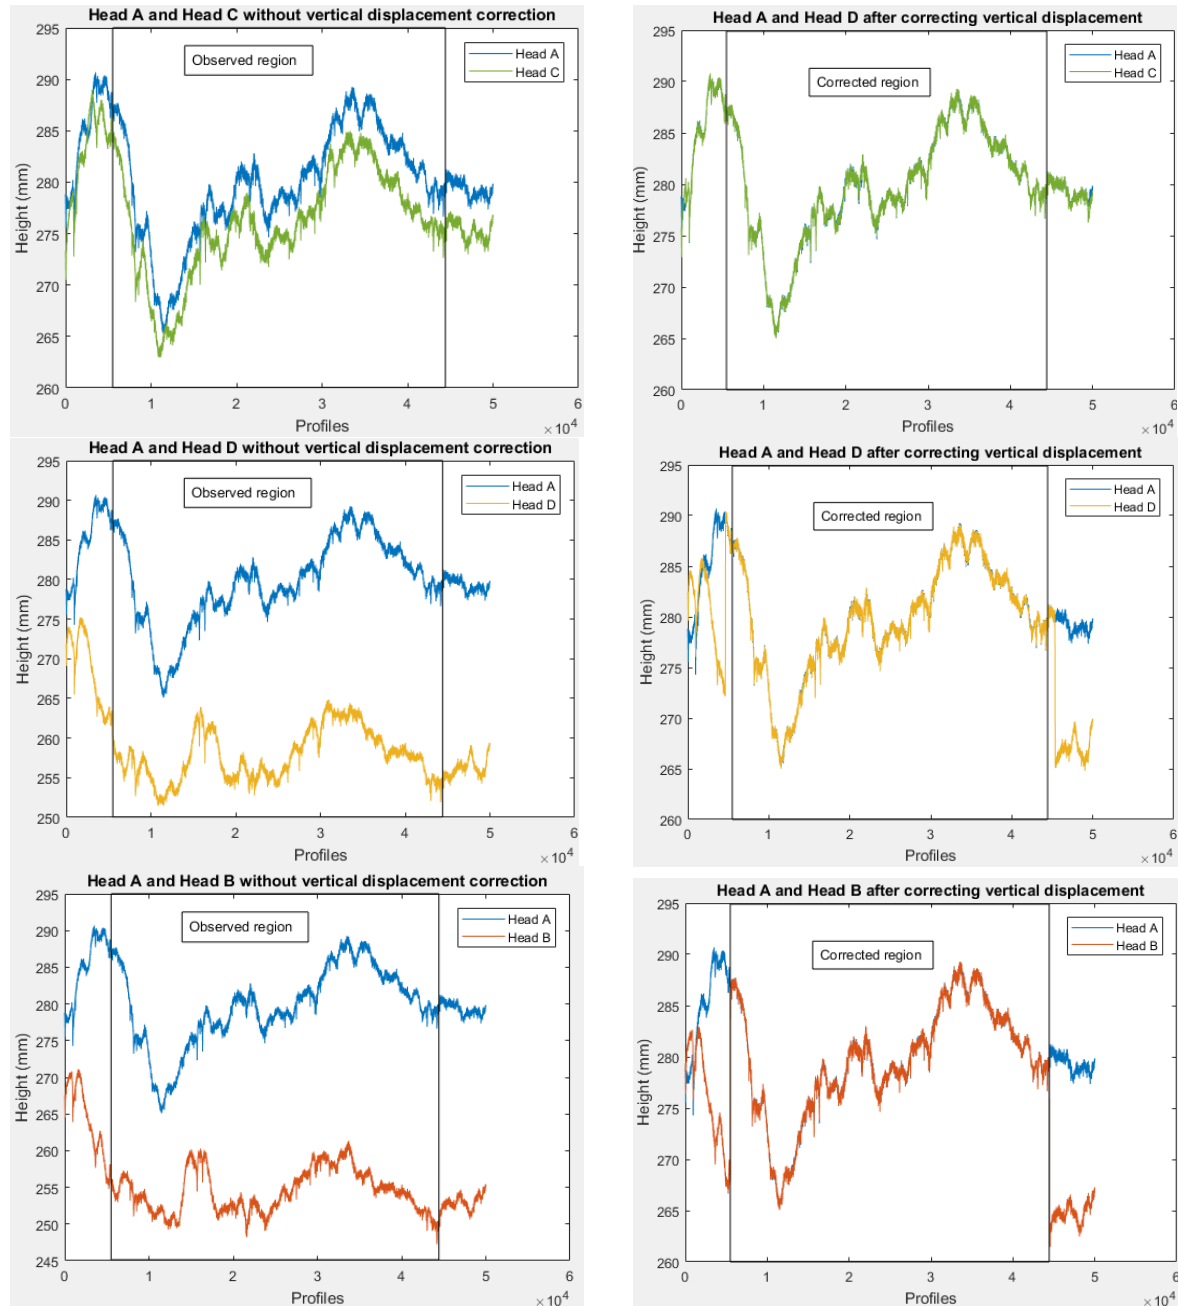 Head A and Head C without vertical displacement correction
295
290
285
280
275
270
265
260
Height (mm)
Observed region
Head A
Head C
0 1 2 3 4 5 6
Profiles
× 10^4
Head A and Head D after correcting vertical displacement
295
290
285
280
275
270
265
260
Height (mm)
Corrected region
Head A
Head C
0 1 2 3 4 5 6
Profiles
× 10^4
Head A and Head D without vertical displacement correction
295
290
285
280
275
270
265
260
255
250
Height (mm)
Observed region
Head A
Head D
0 1 2 3 4 5 6
Profiles
× 10^4
Head A and Head D after correcting vertical displacement
295
290
285
280
275
270
265
260
Height (mm)
Corrected region
Head A
Head D
0 1 2 3 4 5 6
Profiles
× 10^4
Head A and Head B without vertical displacement correction
295
290
285
280
275
270
265
260
255
250
245
Height (mm)
Observed region
Head A
Head B
0 1 2 3 4 5 6
Profiles
× 10^4
Head A and Head B after correcting vertical displacement
295
290
285
280
275
270
265
260
Height (mm)
Corrected region
Head A
Head B
0 1 2 3 4 5 6
Profiles
× 10^4